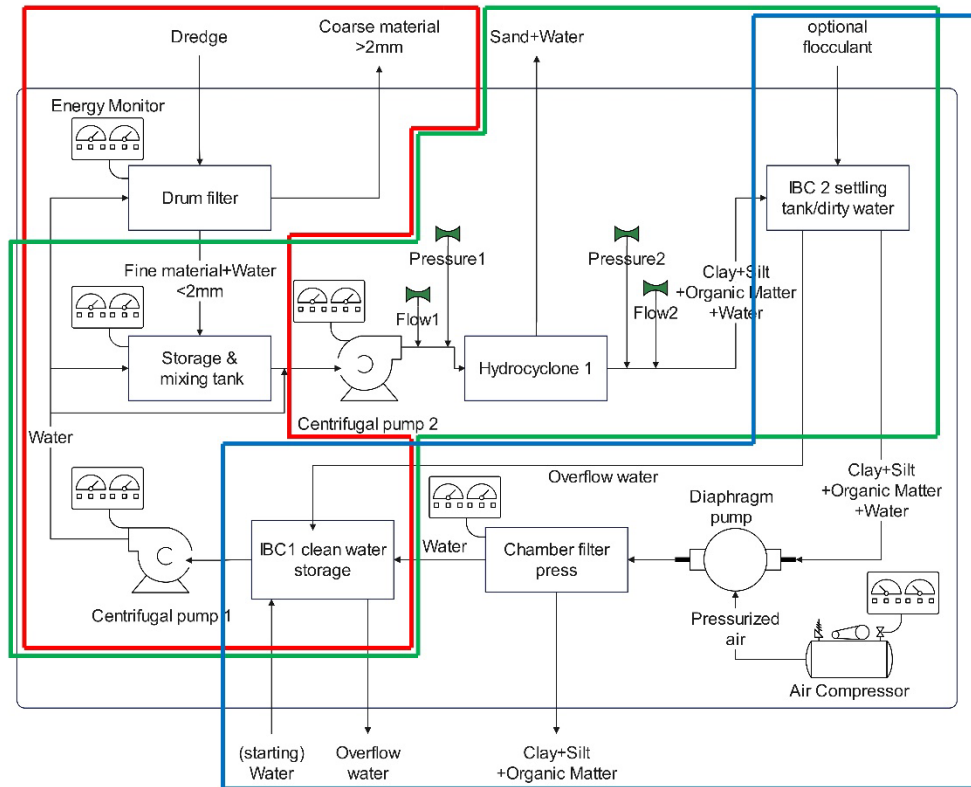 Dredge
Coarse material
>2mm
Sand+Water
optional
flocculant
Energy Monitor
Drum filter
IBC 2 settling
tank/dirty water
Fine material+Water
<2mm
Pressure1
Pressure2
Clay+Silt
+Organic Matter
+Water
Flow1
Flow2
Storage &
mixing tank
Hydrocyclone 1
Centrifugal pump 2
Water
Overflow water
Clay+Silt
+Organic Matter
+Water
Diaphragm
pump
IBC1 clean water
storage
Water
Chamber filter
press
Centrifugal pump 1
Pressurized
air
Air Compressor
(starting)
Water
Overflow
water
Clay+Silt
+Organic Matter